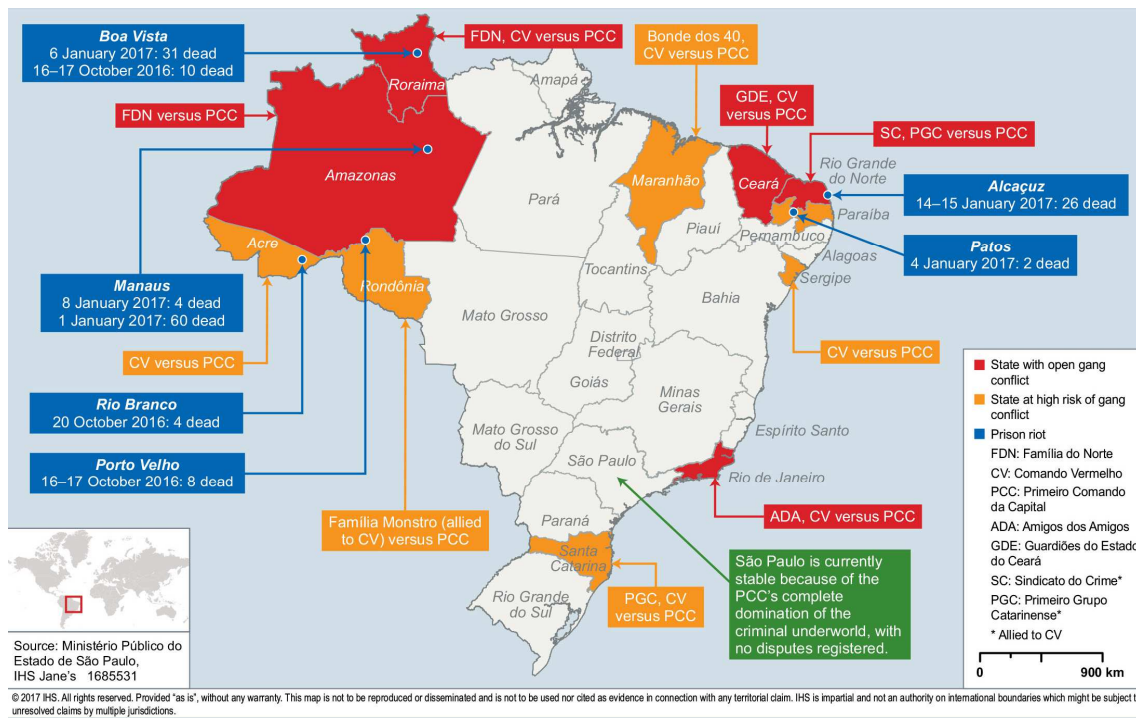 Boa Vista
6 January 2017: 31 dead
16–17 October 2016: 10 dead
FDN, CV versus PCC
Bonde dos 40,
CV versus PCC
FDN versus PCC
GDE, CV
versus PCC
SC, PGC versus PCC
Roraima
Amapá
Amazonas
Pará
Maranhão
Ceará
Rio Grande
do Norte
Alcaçuz
14–15 January 2017: 26 dead
Paraíba
Piauí
Pernambuco
Alagoas
Sergipe
Patos
4 January 2017: 2 dead
Acre
Rondônia
Tocantins
Bahia
Mato Grosso
Distrito
Federal
Goiás
Minas
Gerais
Mato Grosso
do Sul
Espírito Santo
São Paulo
Rio de Janeiro
Paraná
Santa
Catarina
Rio Grande
do Sul
Manaus
8 January 2017: 4 dead
1 January 2017: 60 dead
CV versus PCC
CV versus PCC
Rio Branco
20 October 2016: 4 dead
Porto Velho
16–17 October 2016: 8 dead
Família Monstro (allied
to CV) versus PCC
ADA, CV versus PCC
PGC, CV
versus PCC
São Paulo is currently
stable because of the
PCC's complete
domination of the
criminal underworld, with
no disputes registered.
State with open gang
conflict
State at high risk of gang
conflict
Prison riot
FDN: Família do Norte
CV: Comando Vermelho
PCC: Primeiro Comando
da Capital
ADA: Amigos dos Amigos
GDE: Guardiões do Estado
do Ceará
SC: Sindicato do Crime*
PGC: Primeiro Grupo
Catarinense*
* Allied to CV
0 900 km
Source: Ministério Público do
Estado de São Paulo,
IHS Jane's 1685531
© 2017 IHS. All rights reserved. Provided "as is", without any warranty. This map is not to be reproduced or disseminated and is not to be used nor cited as evidence in connection with any territorial claim. IHS is impartial and not an authority on international boundaries which might be subject
unresolved claims by multiple jurisdictions.